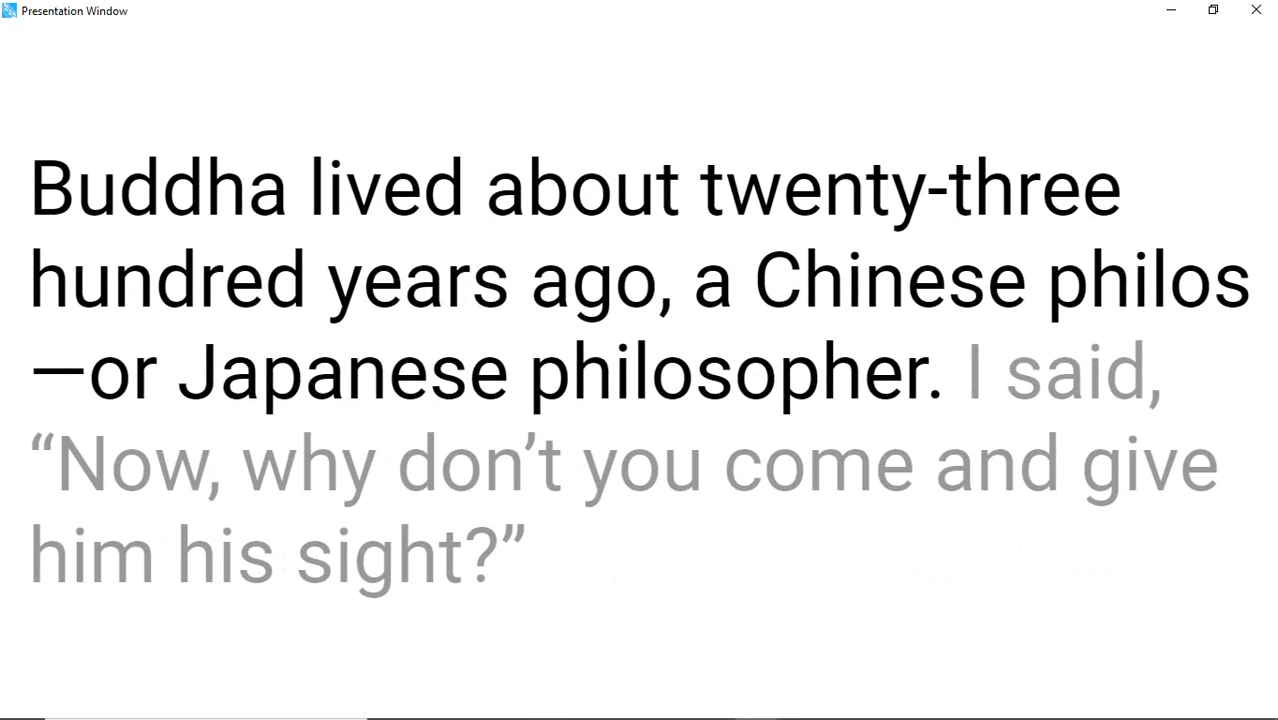 Presentation Window
Buddha lived about twenty-three
hundred years ago, a Chinese philos
—or Japanese philosopher. I said,
“Now, why don’t you come and give
him his sight?”